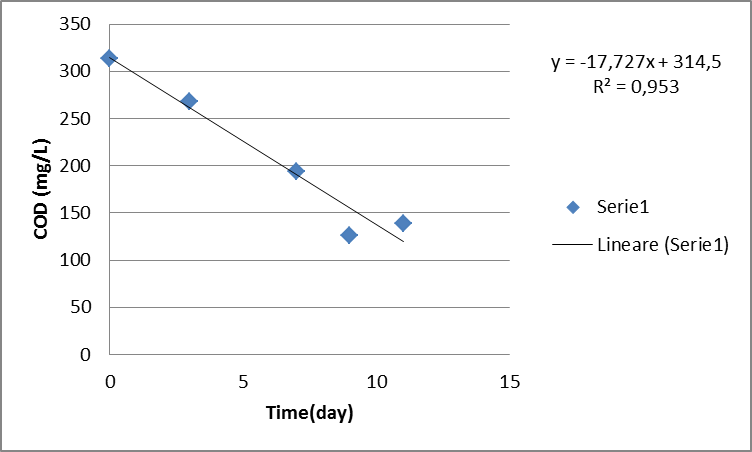 350
300
250
200
150
100
50
0
COD (mg/L)
0 5 10 15
Time(day)
y = -17,727x + 314,5
R² = 0,953
Serie1
Lineare (Serie1)